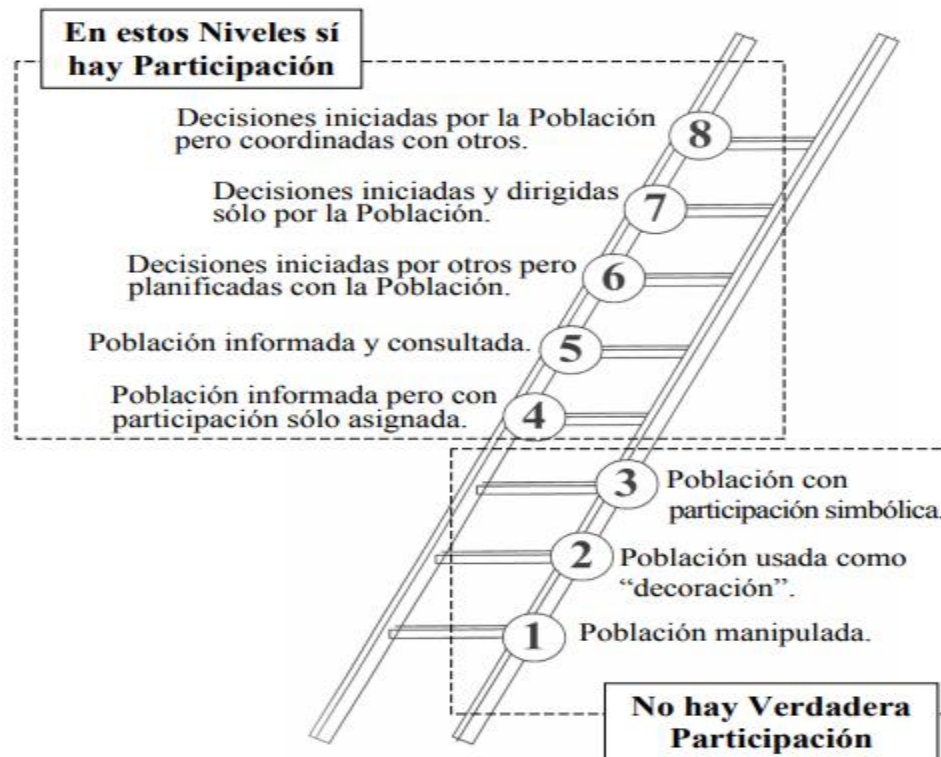 En estos Niveles sí
hay Participación
Decisiones iniciadas por la Población
pero coordinadas con otros.
8
Decisiones iniciadas y dirigidas
sólo por la Población.
7
Decisiones iniciadas por otros pero
planificadas con la Población.
6
Población informada y consultada.
5
Población informada pero con
participación sólo asignada.
4
3
Población con
participación simbólica.
2
Población usada como
“decoración”.
1
Población manipulada.
No hay Verdadera
Participación